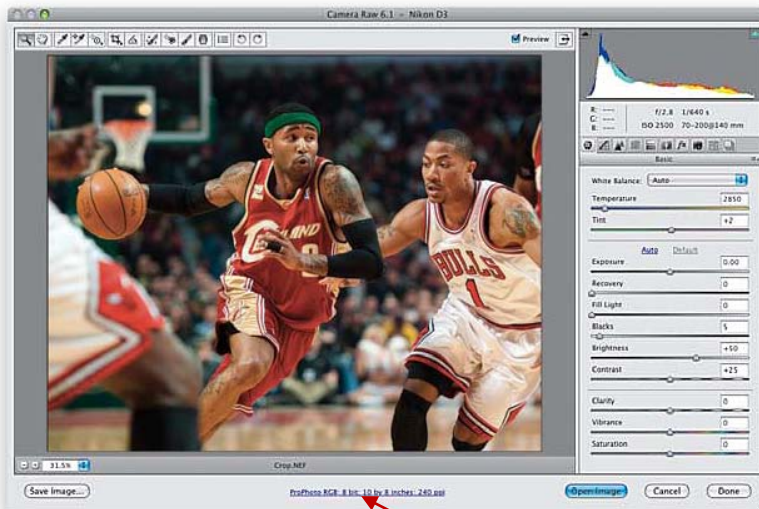 Camera Raw 6.1 - Nikon D3
Preview
R: ---
G: ---
B: ---
f/2.8 1/640 s
ISO 2500 70-200@140 mm
Basic
White Balance: Auto
Temperature 2850
Tint +2
Auto Default
Exposure 0.00
Recovery 0
Fill Light 0
Blacks 5
Brightness +50
Contrast +25
Clarity 0
Vibrance 0
Saturation 0
BULLS
1
31.5%
Crop.NEF
Save Image...
ProPhoto RGB; 8 bit; 10 by 8 inches; 240 ppi
Open Image
Cancel
Done